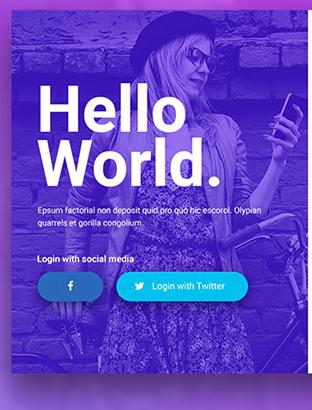 Hello
World.
Epsum factorial non deposit quid pro quo hic escorol. Olypian
quarrels et gorilla congolium.
Login with social media
f
Login with Twitter